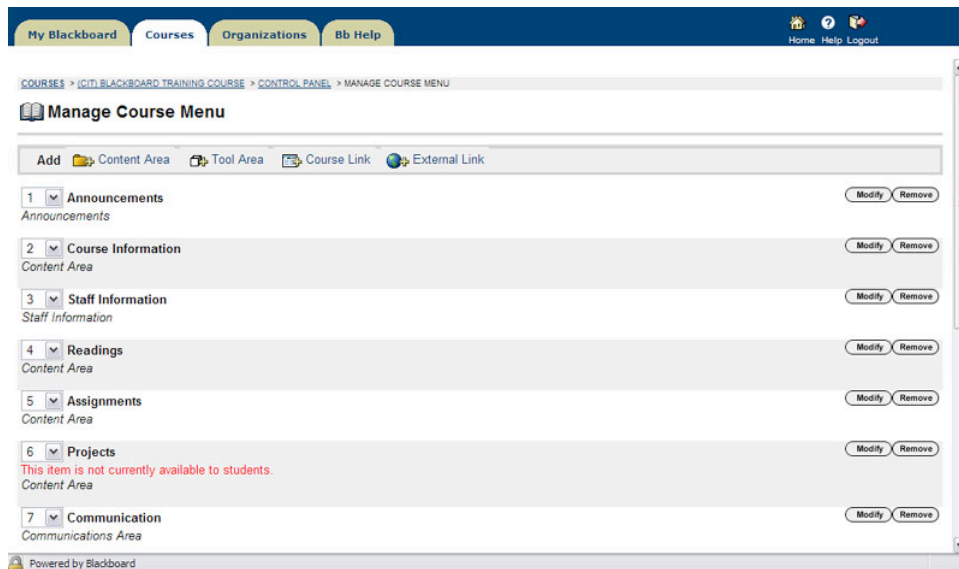 My Blackboard Courses Organizations Bb Help
Home Help Logout
COURSES > (CIT) BLACKBOARD TRAINING COURSE > CONTROL PANEL > MANAGE COURSE MENU
Manage Course Menu
Add Content Area Tool Area Course Link External Link
1 Announcements Modify Remove
Announcements
2 Course Information Modify Remove
Content Area
3 Staff Information Modify Remove
Staff Information
4 Readings Modify Remove
Content Area
5 Assignments Modify Remove
Content Area
6 Projects Modify Remove
This item is not currently available to students.
Content Area
7 Communication Modify Remove
Communications Area
Powered by Blackboard